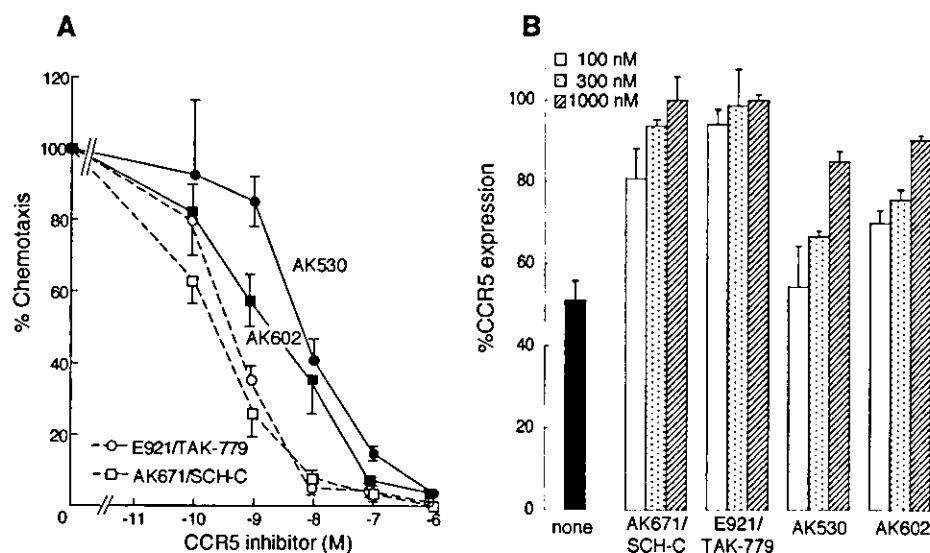 A
120
100
80
60
40
20
0
% Chemotaxis
AK530
AK602
E921/TAK-779
AK671/SCH-C
-11 -10 -9 -8 -7 -6
CCR5 inhibitor (M)
B
100 nM
300 nM
1000 nM
100
80
60
40
20
0
%CCR5 expression
none
AK671/
SCH-C
E921/
TAK-779
AK530
AK602